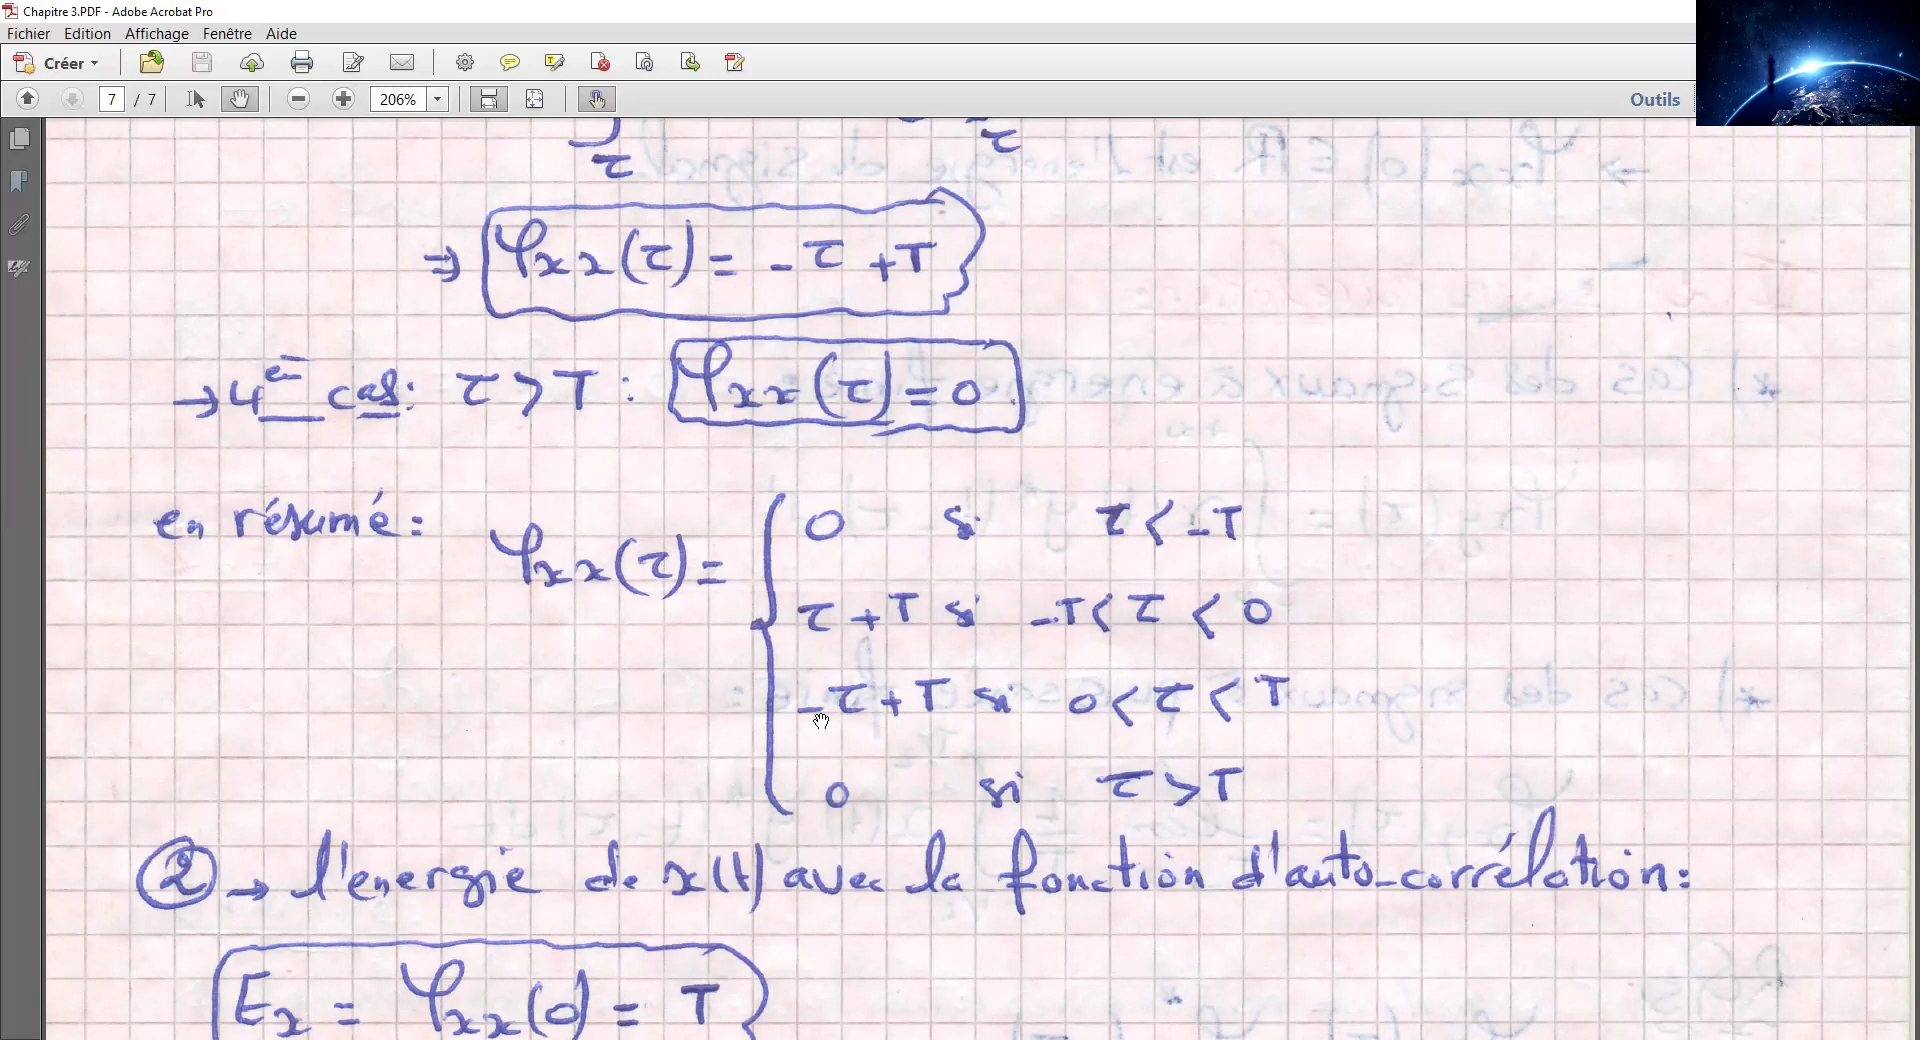 Chapitre 3.PDF - Adobe Acrobat Pro
Fichier Edition Affichage Fenêtre Aide
Créer
7 / 7 206% Outils
τ τ
⇒ φxx(τ) = -τ + T
→ 4è cas: τ > T : φxx(τ) = 0
en résumé: φxx(τ) =
0 si τ < -T
τ + T si -T < τ < 0
-τ + T si 0 < τ < T
0 si τ > T
② → l'energie de x(t) avec la fonction d'auto-corrélation:
Ex = φxx(0) = T